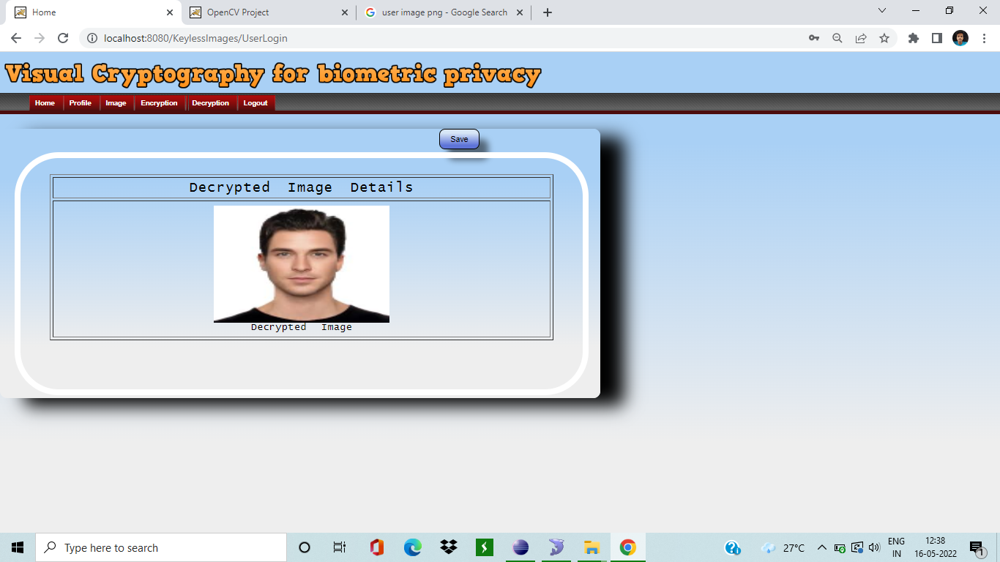 Home
OpenCV Project
user image png - Google Search
localhost:8080/KeylessImages/UserLogin
Visual Cryptography for biometric privacy
Home Profile Image Encryption Decryption Logout
Save
Decrypted Image Details
Decrypted Image
Type here to search
27°C
ENG
IN
12:38
16-05-2022
1